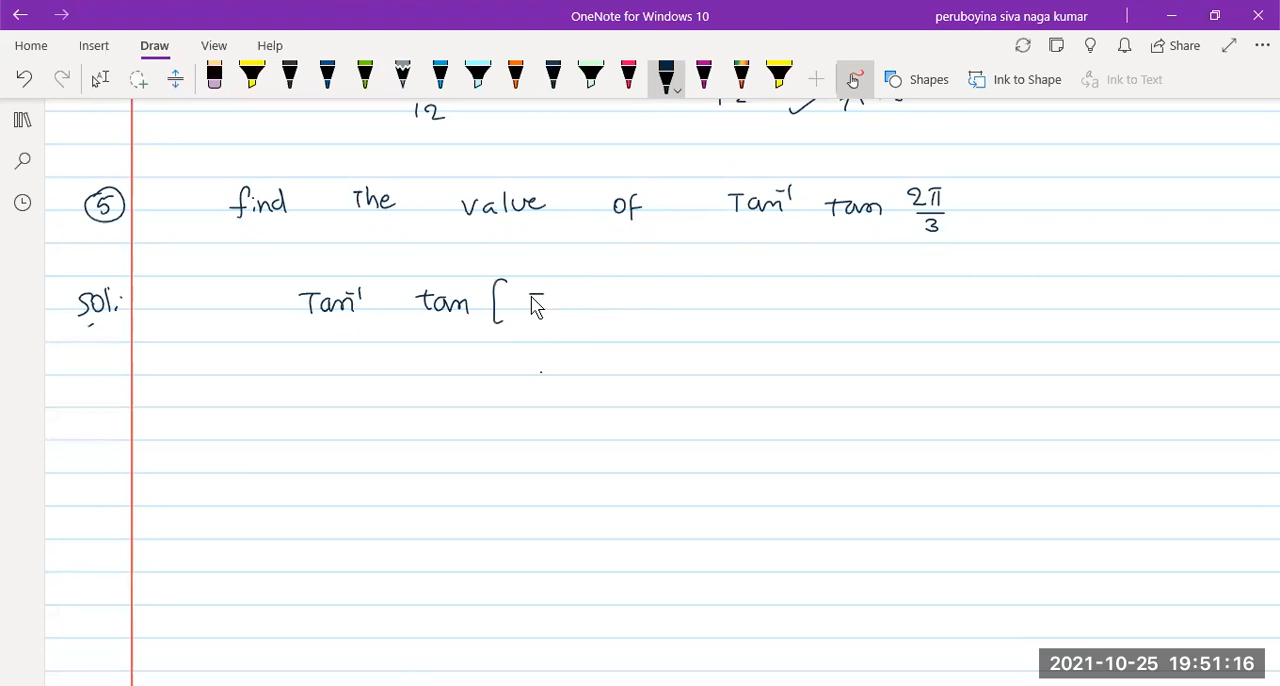 OneNote for Windows 10
peruboyina siva naga kumar
Home Insert Draw View Help
Share
Shapes
Ink to Shape
Ink to Text
12
5 find The value of Tan⁻¹ tan 2π/3
Sol: Tan⁻¹ tan [
2021-10-25 19:51:16